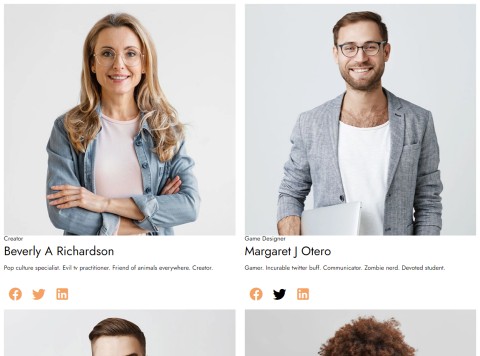 Creator
Beverly A Richardson
Pop culture specialist. Evil tv practitioner. Friend of animals everywhere. Creator.
Game Designer
Margaret J Otero
Gamer. Incurable twitter buff. Communicator. Zombie nerd. Devoted student.